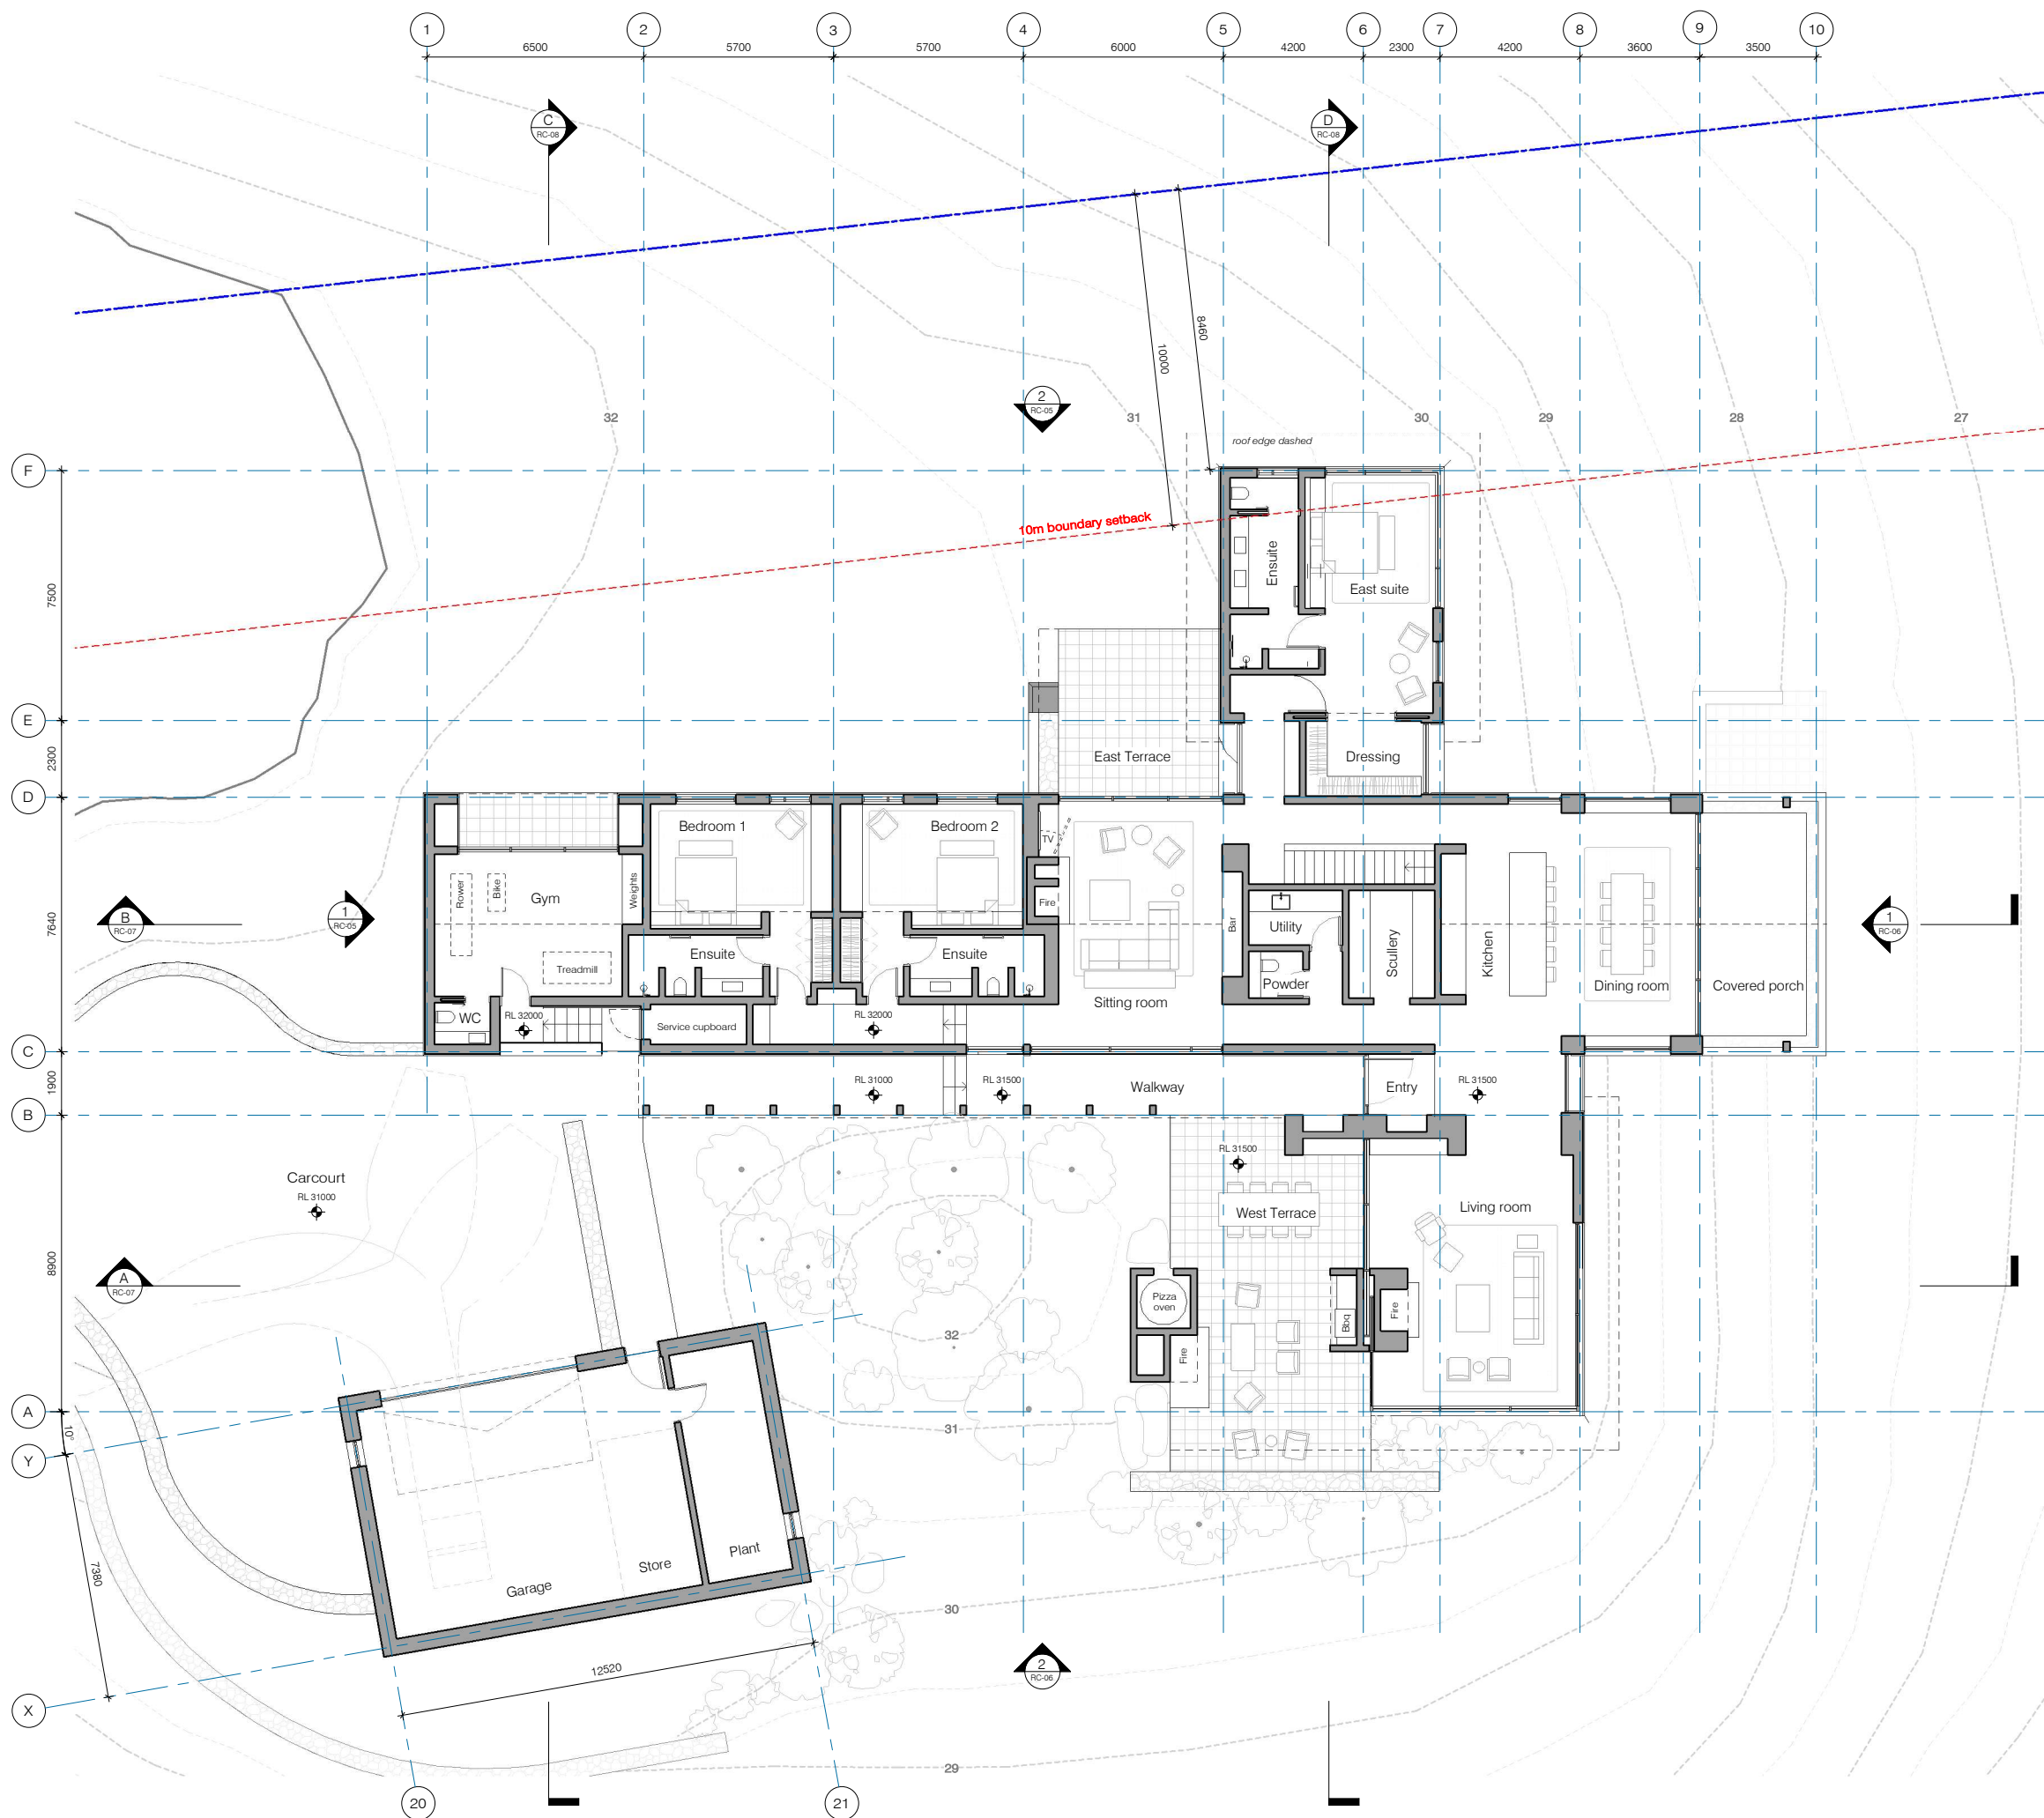 1 2 3 4 5 6 7 8 9 10
6500 5700 5700 6000 4200 2300 4200 3600 3500
C
RC-08
D
RC-08
8460
10000
2
RC-05
32 31 30 29 28 27
roof edge dashed
F
10m boundary setback
7500
Ensuite
East suite
E
2300
East Terrace
Dressing
D
Bedroom 1
Bedroom 2
TV
7640
Rower
Bike
Gym
Weights
Fire
B
RC-07
1
RC-05
Bar
Utility
Scullery
Kitchen
1
RC-06
Ensuite
Ensuite
Treadmill
Powder
Dining room
Covered porch
Sitting room
WC
RL 32000
Service cupboard
RL 32000
C
1900
RL 31000
RL 31500
Walkway
Entry
RL 31500
B
RL 31500
Carcourt
RL 31000
West Terrace
Living room
8900
A
RC-07
Pizza
oven
Bbq
Fire
32
Fire
A
10°
31
Y
Plant
Store
7380
Garage
30
12520
2
RC-06
X
29
20
21